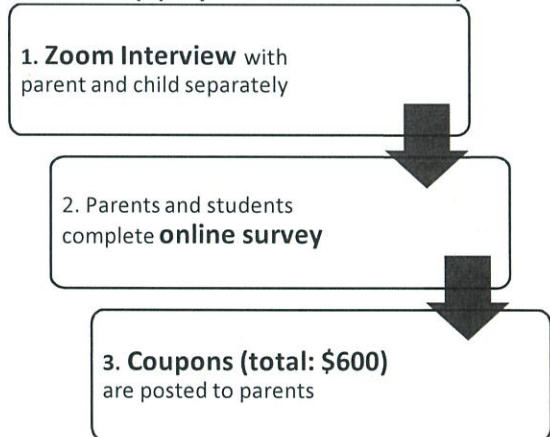 1. Zoom Interview with
parent and child separately
2. Parents and students
complete online survey
3. Coupons (total: $600)
are posted to parents